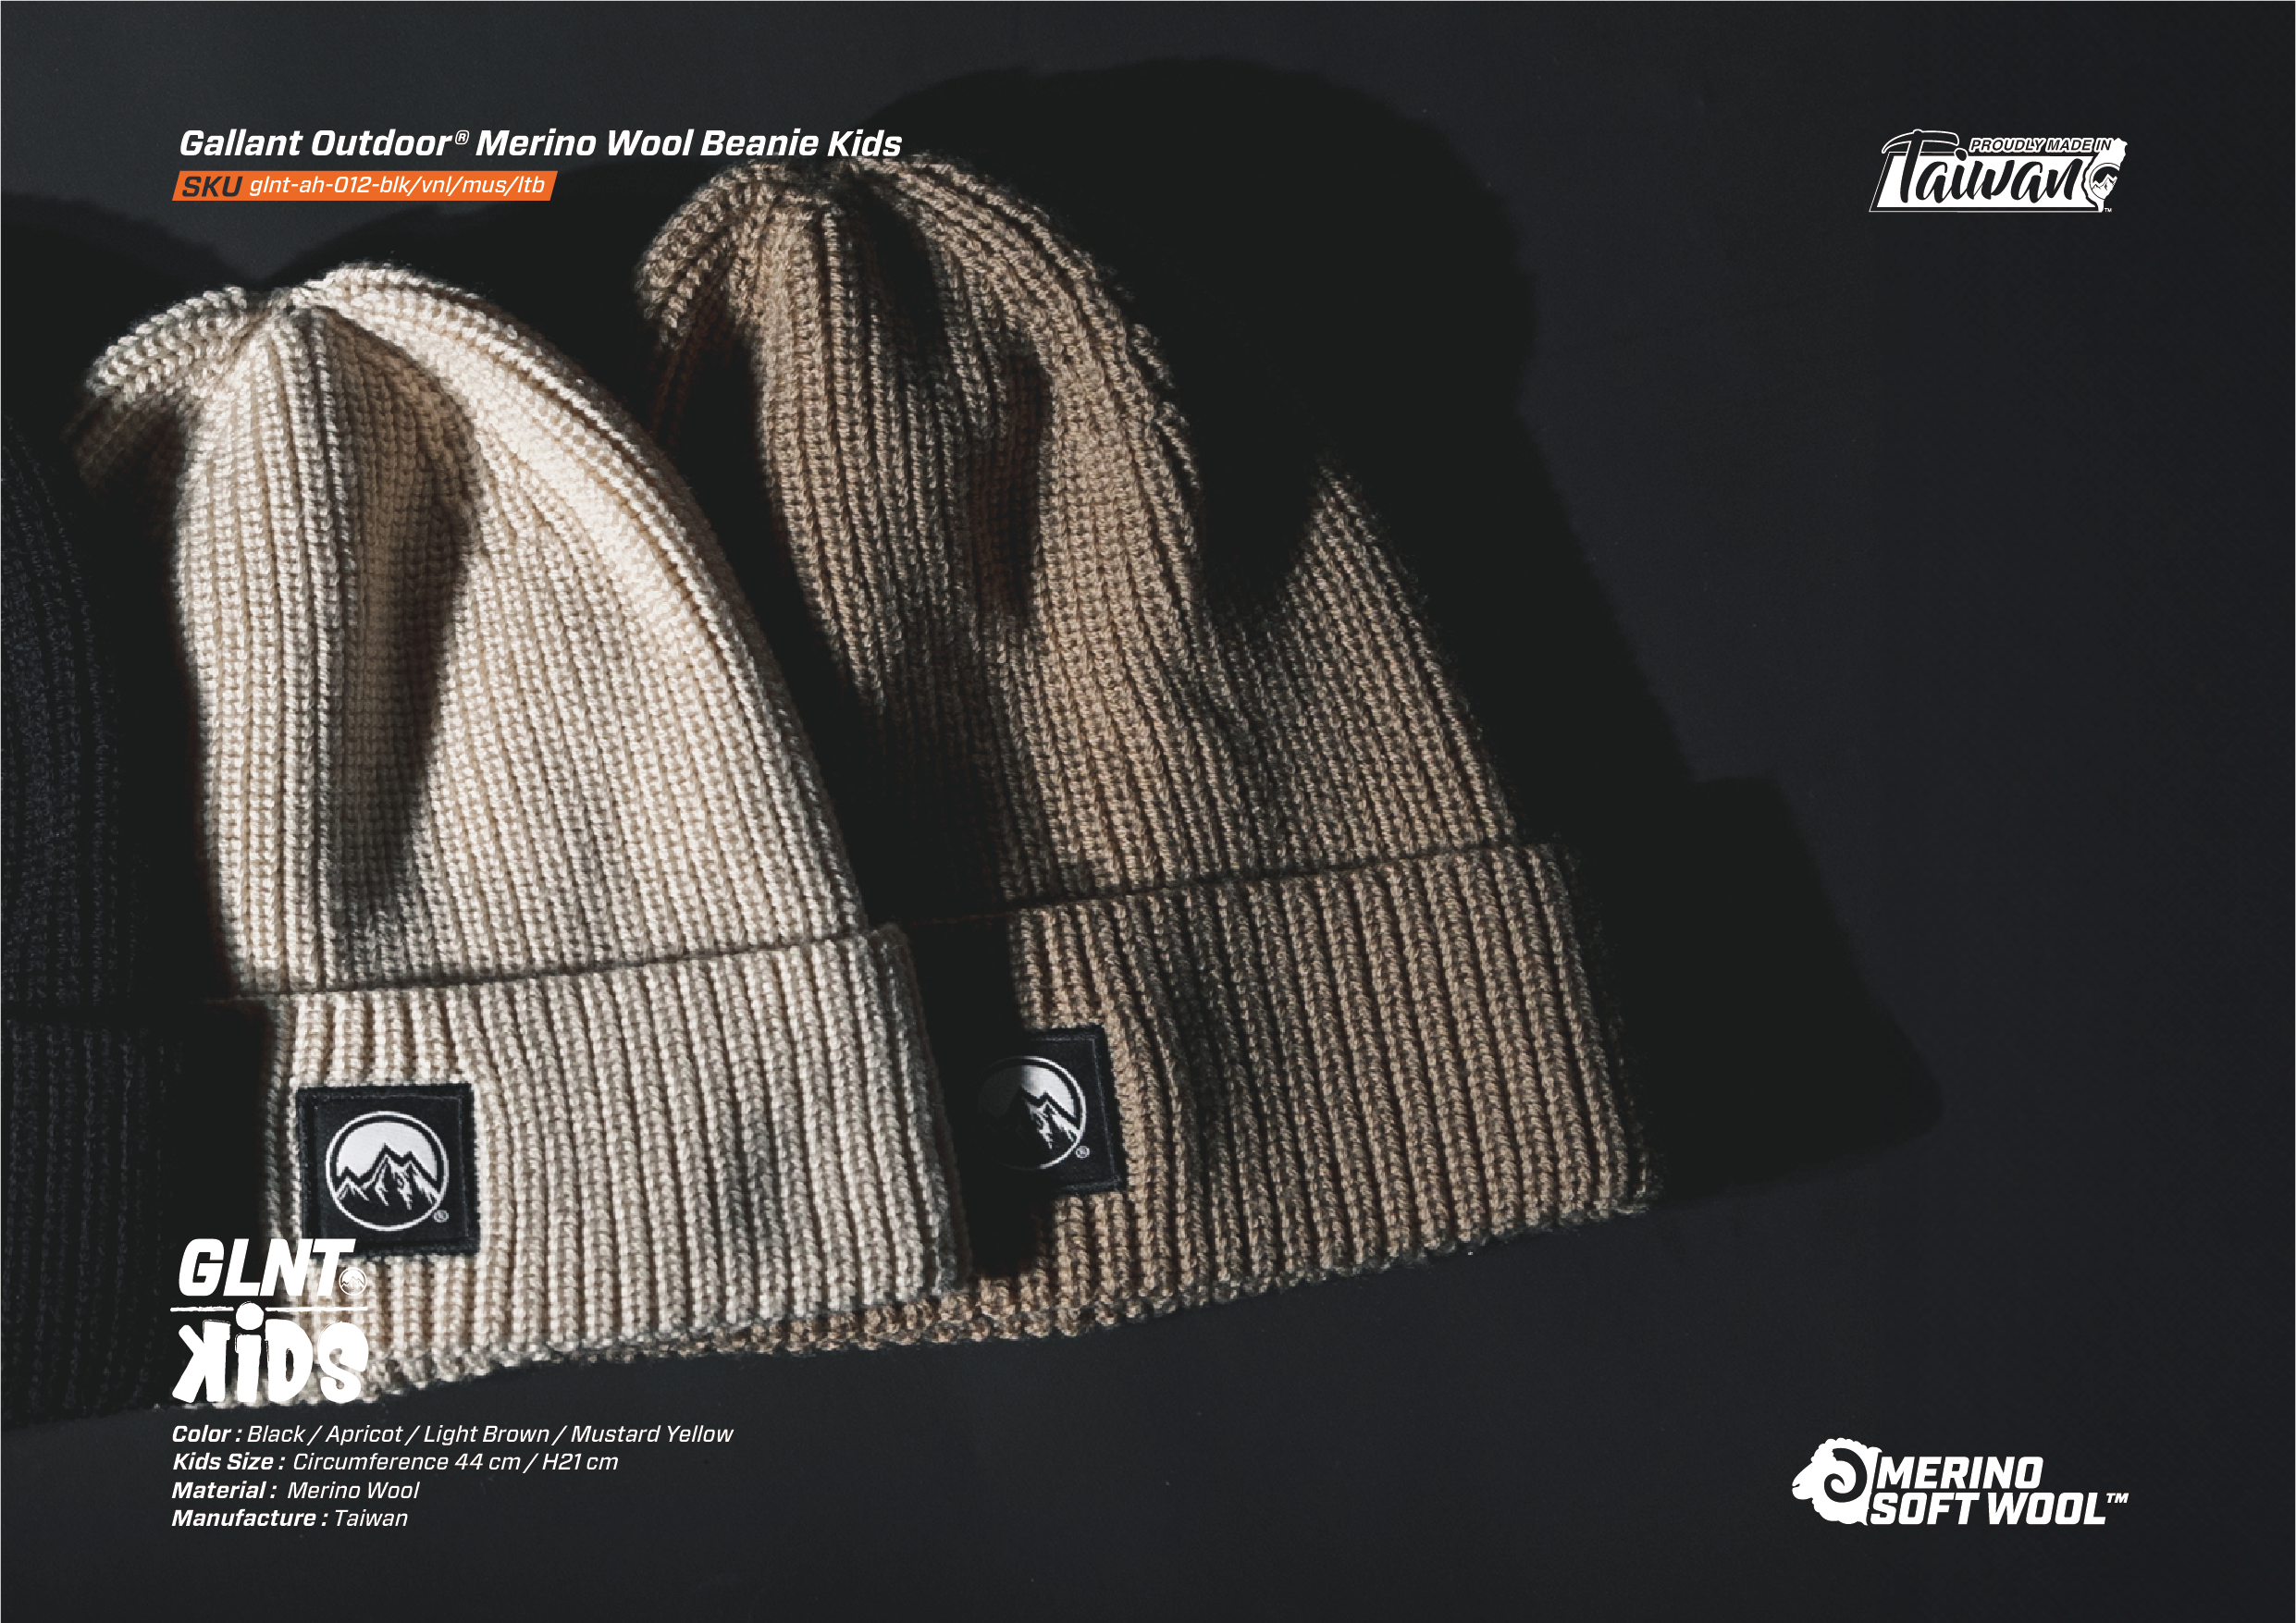 Gallant Outdoor® Merino Wool Beanie Kids
SKU glnt-ah-012-blk/vnl/mus/ltb
PROUDLY MADE IN
Taiwan
™
®
®
GLNT
KiDS
Color : Black / Apricot / Light Brown / Mustard Yellow
Kids Size : Circumference 44 cm / H21 cm
Material : Merino Wool
Manufacture : Taiwan
MERINO
SOFT WOOL™